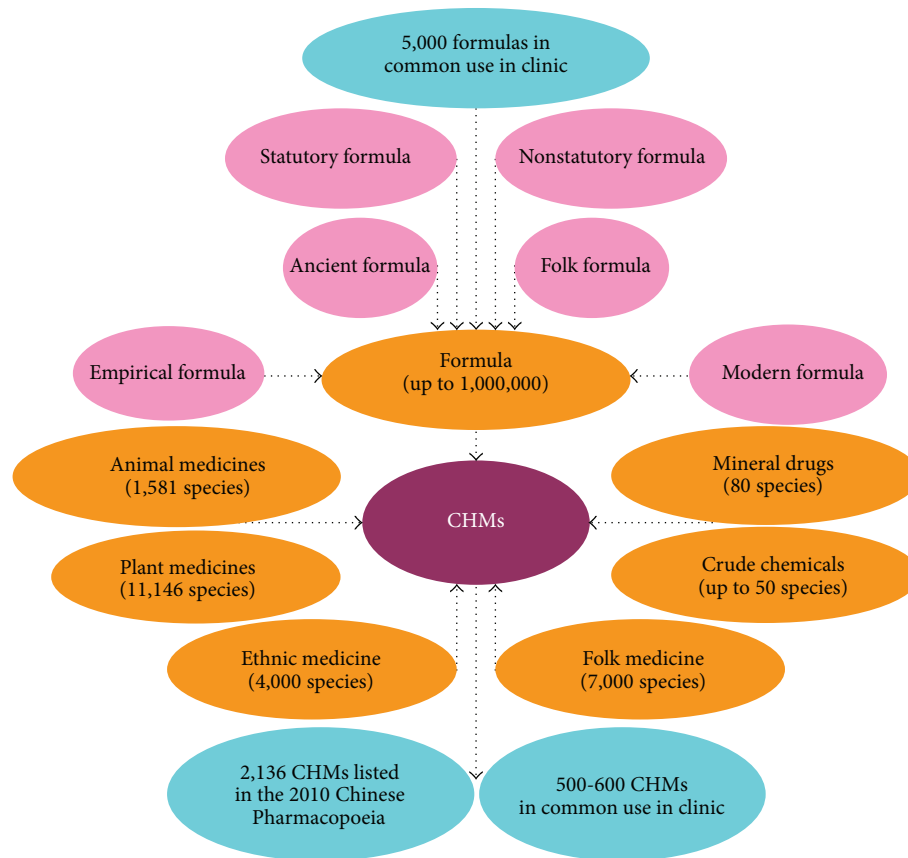 5,000 formulas in
common use in clinic
Statutory formula
Nonstatutory formula
Ancient formula
Folk formula
Empirical formula
Formula
(up to 1,000,000)
Modern formula
Animal medicines
(1,581 species)
Mineral drugs
(80 species)
CHMs
Plant medicines
(11,146 species)
Crude chemicals
(up to 50 species)
Ethnic medicine
(4,000 species)
Folk medicine
(7,000 species)
2,136 CHMs listed
in the 2010 Chinese
Pharmacopoeia
500-600 CHMs
in common use in clinic